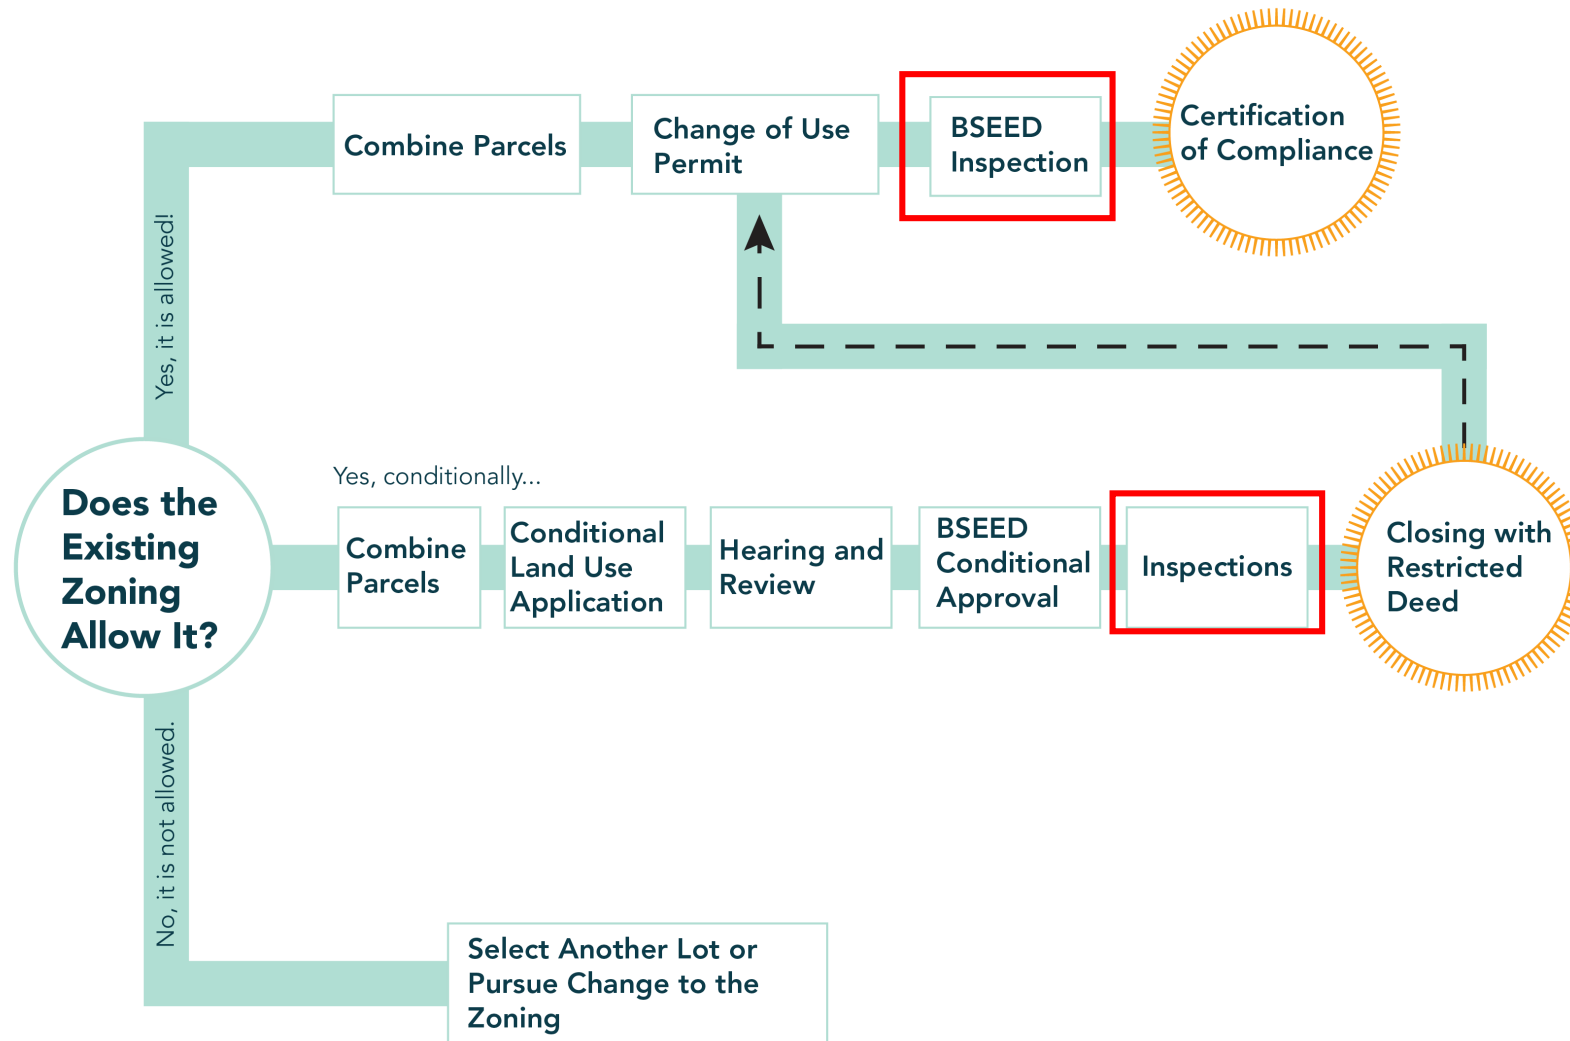 Combine Parcels
Change of Use
Permit
BSEED
Inspection
Certification
of Compliance
Yes, it is allowed!
Does the
Existing
Zoning
Allow It?
Yes, conditionally...
Combine
Parcels
Conditional
Land Use
Application
Hearing and
Review
BSEED
Conditional
Approval
Inspections
Closing with
Restricted
Deed
No, it is not allowed.
Select Another Lot or
Pursue Change to the
Zoning